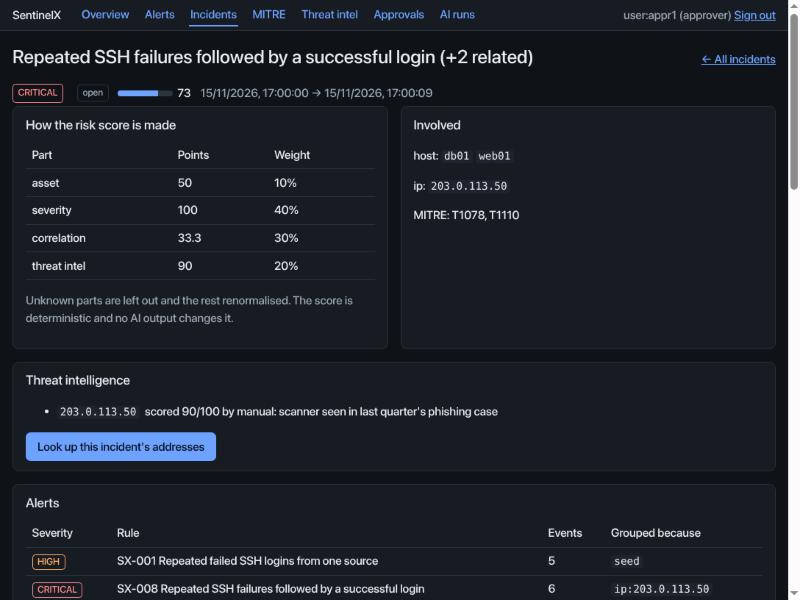 SentinelX Overview Alerts Incidents MITRE Threat intel Approvals AI runs user:appr1 (approver) Sign out
Repeated SSH failures followed by a successful login (+2 related)
← All incidents
CRITICAL open 73 15/11/2026, 17:00:00 → 15/11/2026, 17:00:09
How the risk score is made
Part Points Weight
asset 50 10%
severity 100 40%
correlation 33.3 30%
threat intel 90 20%
Unknown parts are left out and the rest renormalised. The score is
deterministic and no AI output changes it.
Involved
host: db01 web01
ip: 203.0.113.50
MITRE: T1078, T1110
Threat intelligence
• 203.0.113.50 scored 90/100 by manual: scanner seen in last quarter's phishing case
Look up this incident's addresses
Alerts
Severity Rule Events Grouped because
HIGH SX-001 Repeated failed SSH logins from one source 5 seed
CRITICAL SX-008 Repeated SSH failures followed by a successful login 6 ip:203.0.113.50